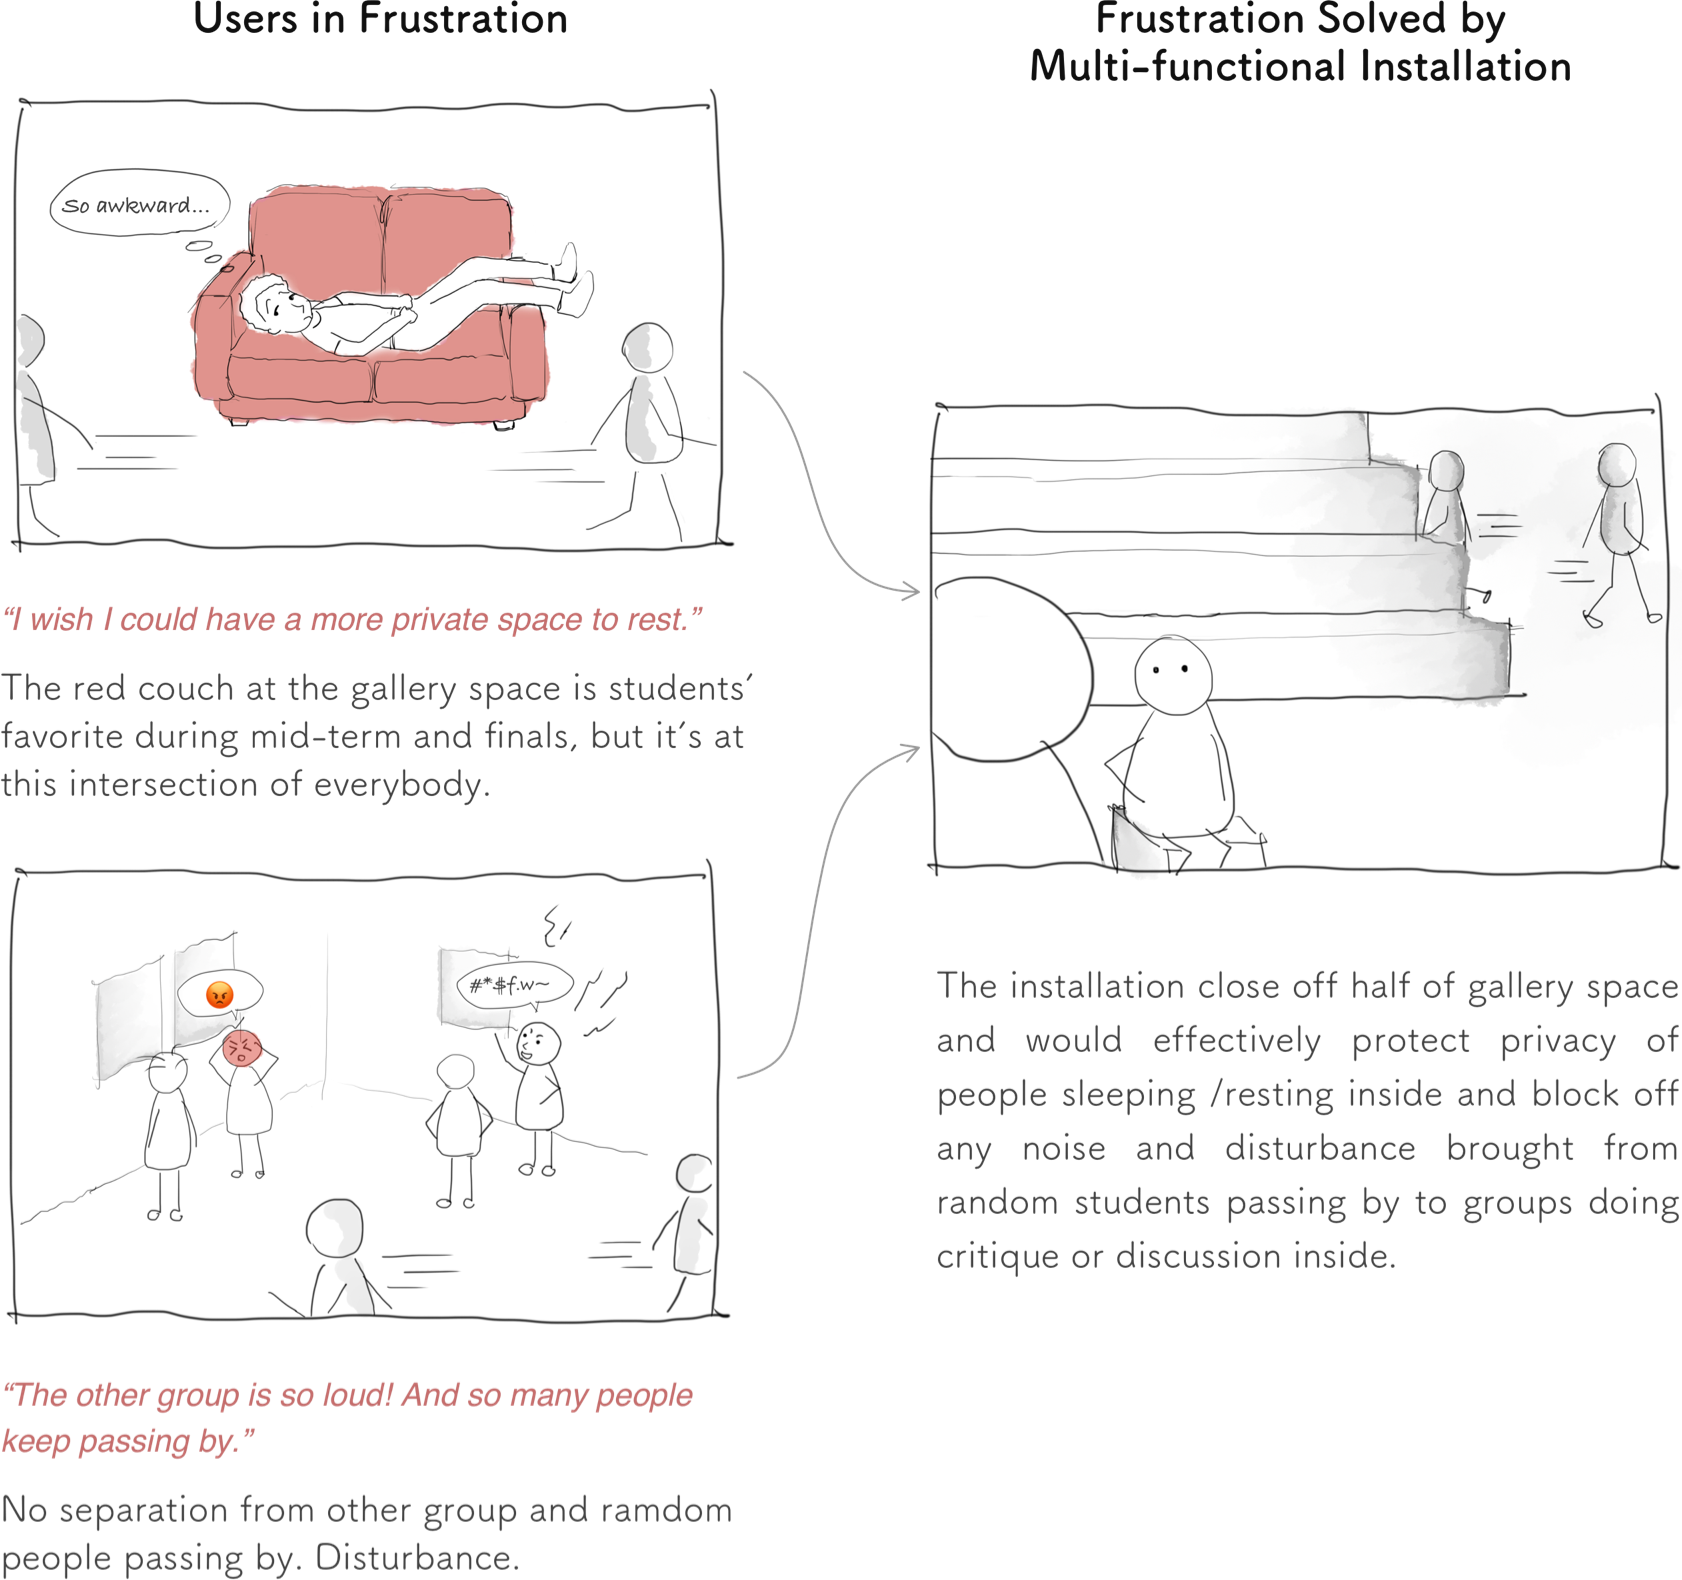 Users in Frustration
So awkward...
“I wish I could have a more private space to rest.”
The red couch at the gallery space is students’
favorite during mid-term and finals, but it’s at
this intersection of everybody.
#*$f.w~
“The other group is so loud! And so many people
keep passing by.”
No separation from other group and ramdom
people passing by. Disturbance.
Frustration Solved by
Multi-functional Installation
The installation close off half of gallery space
and would effectively protect privacy of
people sleeping /resting inside and block off
any noise and disturbance brought from
random students passing by to groups doing
critique or discussion inside.